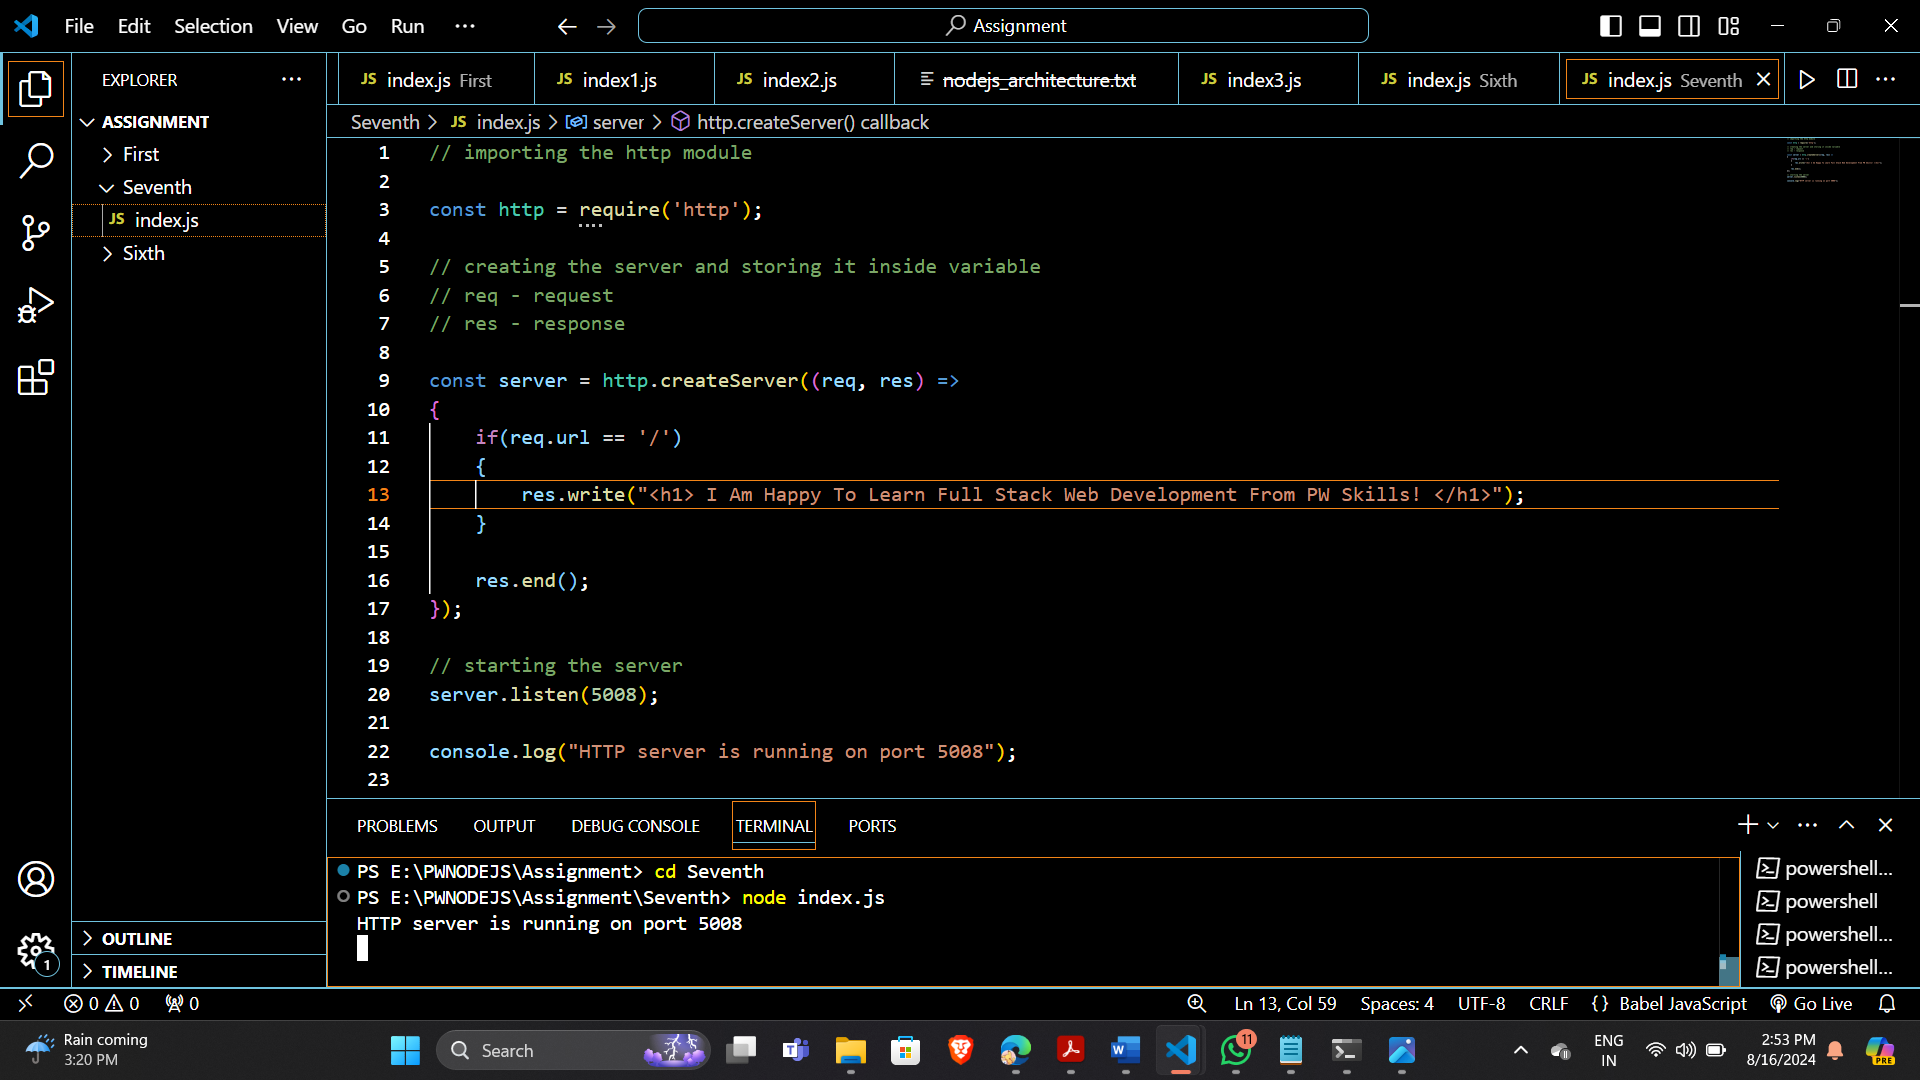 File Edit Selection View Go Run ··· Assignment
EXPLORER ···
JS index.js First JS index1.js JS index2.js nodejs_architecture.txt JS index3.js JS index.js Sixth JS index.js Seventh
ASSIGNMENT
First
Seventh
JS index.js
Sixth
OUTLINE
TIMELINE
Seventh > JS index.js > server > http.createServer() callback
1 // importing the http module
2
3 const http = require('http');
4
5 // creating the server and storing it inside variable
6 // req - request
7 // res - response
8
9 const server = http.createServer((req, res) =>
10 {
11 if(req.url == '/')
12 {
13 res.write("<h1> I Am Happy To Learn Full Stack Web Development From PW Skills! </h1>");
14 }
15
16 res.end();
17 });
18
19 // starting the server
20 server.listen(5008);
21
22 console.log("HTTP server is running on port 5008");
23
PROBLEMS OUTPUT DEBUG CONSOLE TERMINAL PORTS
PS E:\PWNODEJS\Assignment> cd Seventh
PS E:\PWNODEJS\Assignment\Seventh> node index.js
HTTP server is running on port 5008
powershell...
powershell
powershell...
powershell...
1
0 0 0 Ln 13, Col 59 Spaces: 4 UTF-8 CRLF {} Babel JavaScript Go Live
Rain coming
3:20 PM
Search
11
ENG
IN
2:53 PM
8/16/2024
PRE